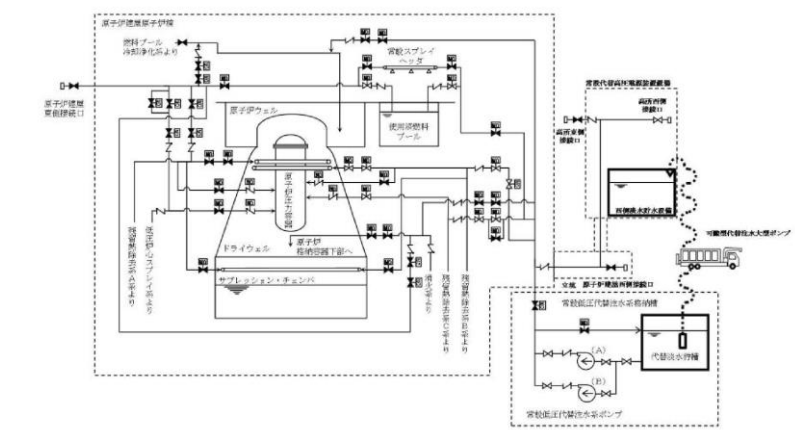 原子炉建屋原子炉棟
燃料プール
冷却浄化系より
常設スプレイ
ヘッダ
原子炉建屋
東側接続口
原子炉ウェル
使用済燃料
プール
常設代替高圧電源装置置場
高所西側
接続口
高所東側
接続口
西側淡水貯水設備
可搬型代替注水大型ポンプ
原子炉圧力容器
ドライウェル
原子炉
格納容器下部へ
サプレッション・チェンバ
残留熱除去系A系より
低圧炉心スプレイ系より
消火系より
残留熱除去系C系より
残留熱除去系B系より
立坑
原子炉建屋西側接続口
常設低圧代替注水系格納槽
代替淡水貯槽
(A)
(B)
常設低圧代替注水系ポンプ